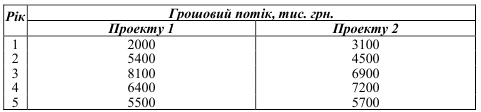 Рік Грошовий потік, тис. грн.
Проекту 1 Проекту 2
1 2000 3100
2 5400 4500
3 8100 6900
4 6400 7200
5 5500 5700